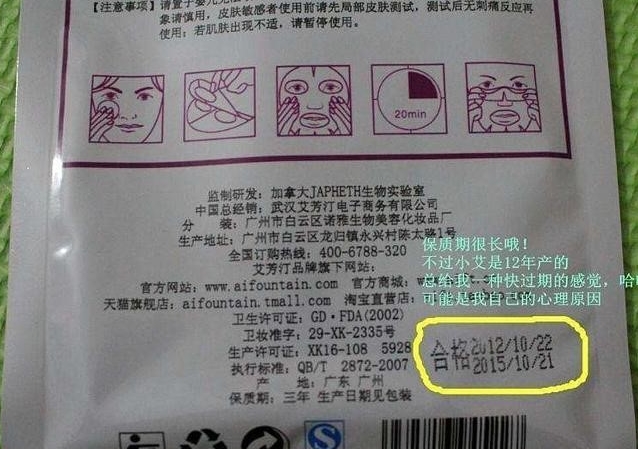 【注意事项】
象请慎用，皮肤敏感者使用前请先局部皮肤测试，测试后无刺痛反应再
使用；若肌肤出现不适，请暂停使用。
20min
监制研发：加拿大JAPHETH生物实验室
中国总经销：武汉艾芳汀电子商务有限公司
分 装：广州市白云区诺雅生物美容化妆品厂
生产地址：广州市白云区龙归镇永兴村陈太路1号
全国订购热线：400-6788-320
艾芳汀品牌旗下网站：
官方网站：www.aifountain.com 官方商城：
天猫旗舰店：aifountain.tmall.com 淘宝直营店：
卫生许可证：GD·FDA(2002)
卫妆准字：29-XK-2335号
生产许可证：XK16-108 5928
执行标准：QB/T 2872-2007
产 地：广东 广州
保质期：三年 生产日期见包装
保质期很长哦！
不过小艾是12年产的
总给我一种快过期的感觉，哈
可能是我自己的心理原因
合格2012/10/22
2015/10/21